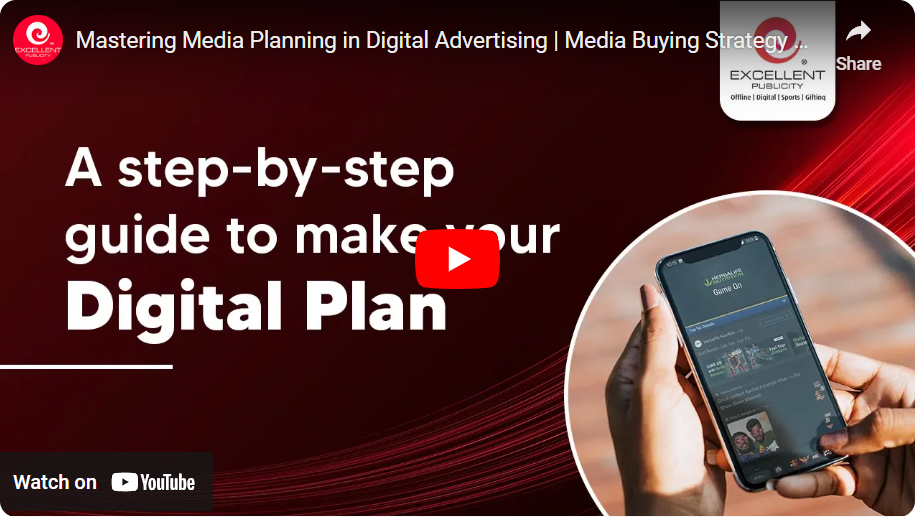 EXCELLENT
PUBLICITY
Mastering Media Planning in Digital Advertising | Media Buying Strategy ...
Share
EXCELLENT
PUBLICITY
®
Offline | Digital | Sports | Gifting
A step-by-step
guide to make your
Digital Plan
HERBALIFE
NUTRITION
Game On
Watch on YouTube